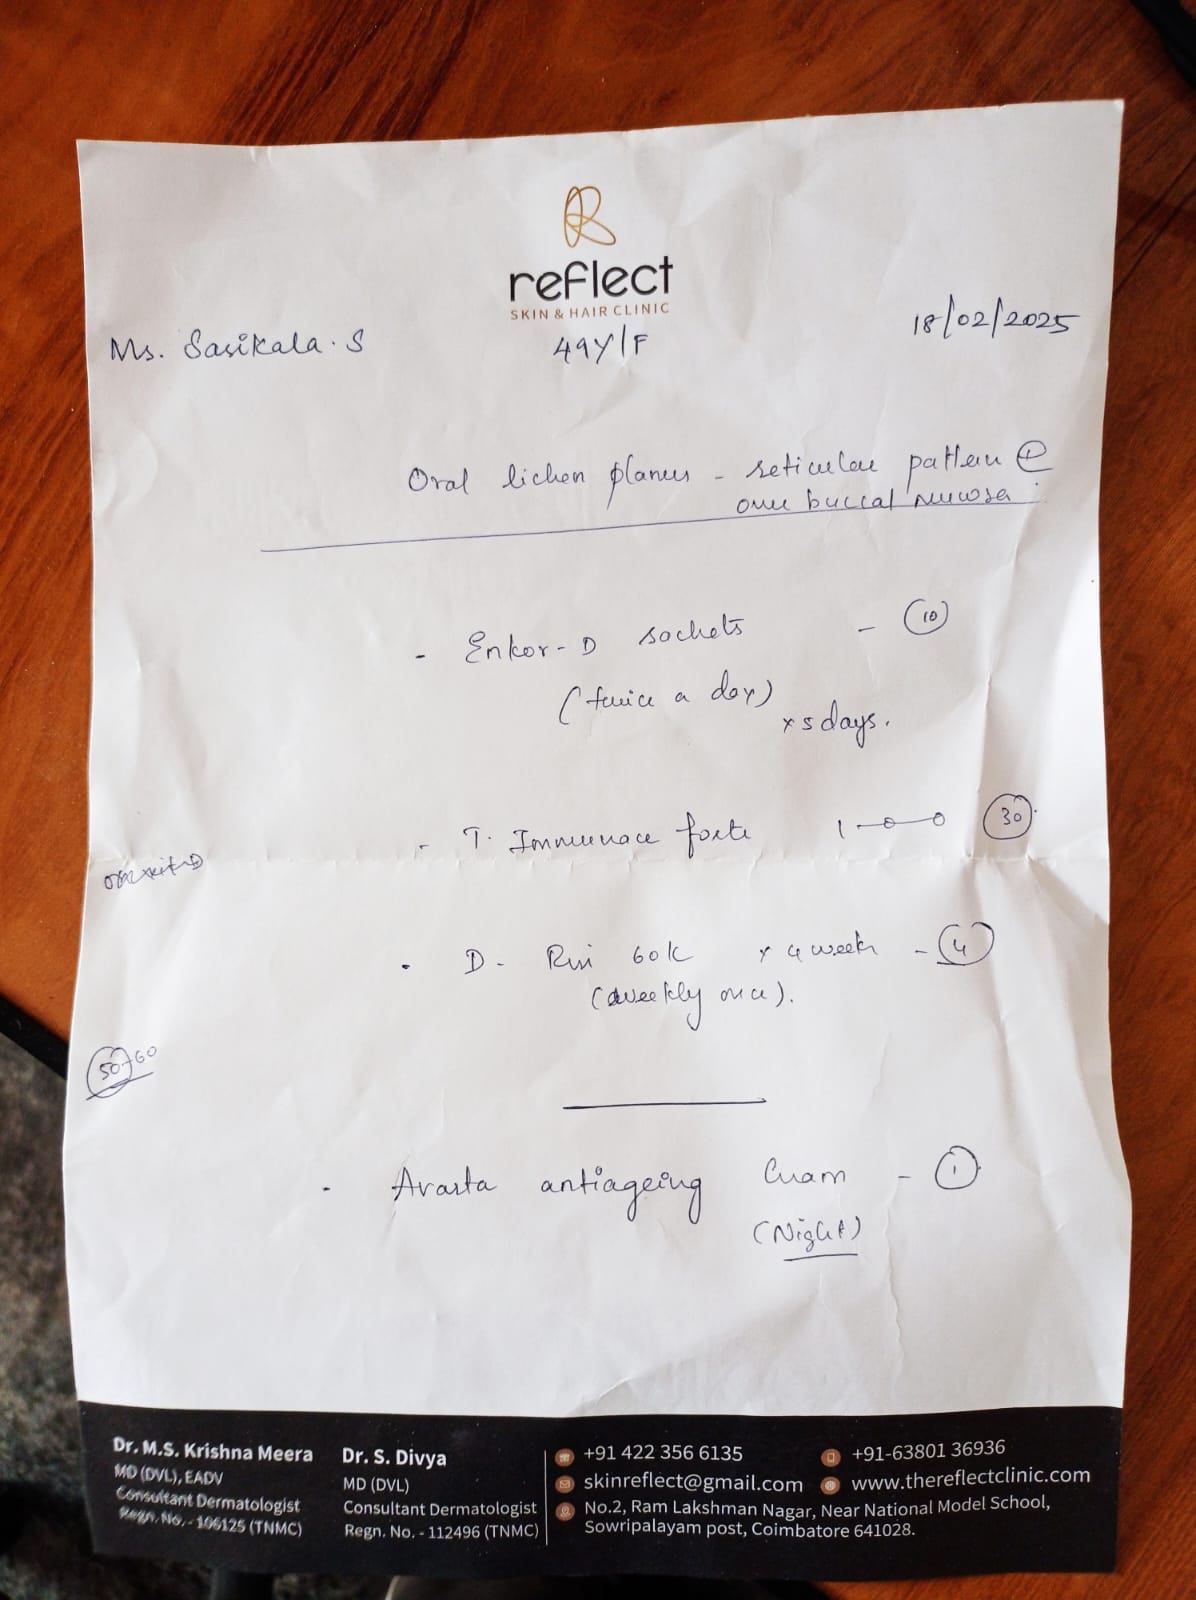 reflect
SKIN & HAIR CLINIC
Ms. Sasikala. S 49Y/F 18/02/2025
Oral lichen planus - reticular pattern ⊕
over buccal mucosa.
- Enkor-D sachets - 10
(twice a day)
x 5 days.
- T. Immunace forte 1-0-0 30
- D-Rise 60K x 4 week - 4
(weekly once).
50-60
- Avasta antiageing Cream - 1
(Night)
Dr. M.S. Krishna Meera
MD (DVL), EADV
Consultant Dermatologist
Regn. No. - 106125 (TNMC)
Dr. S. Divya
MD (DVL)
Consultant Dermatologist
Regn. No. - 112496 (TNMC)
+91 422 356 6135
+91-63801 36936
skinreflect@gmail.com
www.thereflectclinic.com
No.2, Ram Lakshman Nagar, Near National Model School,
Sowripalayam post, Coimbatore 641028.